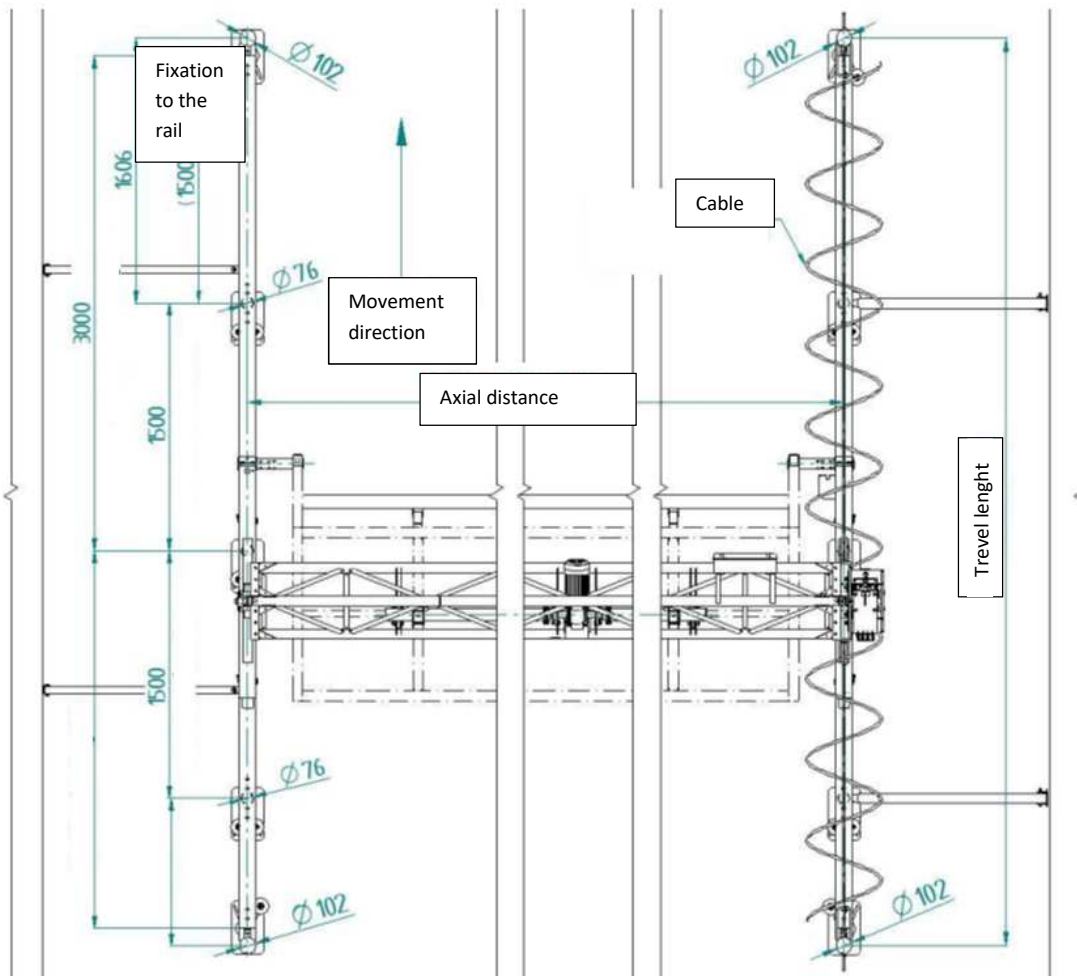 Ø 102
Ø 102
Fixation
to the
rail
1606
(1500
Cable
Ø 76
Movement
direction
3000
Axial distance
1500
Trevel lenght
1500
Ø 76
Ø 102
Ø 102